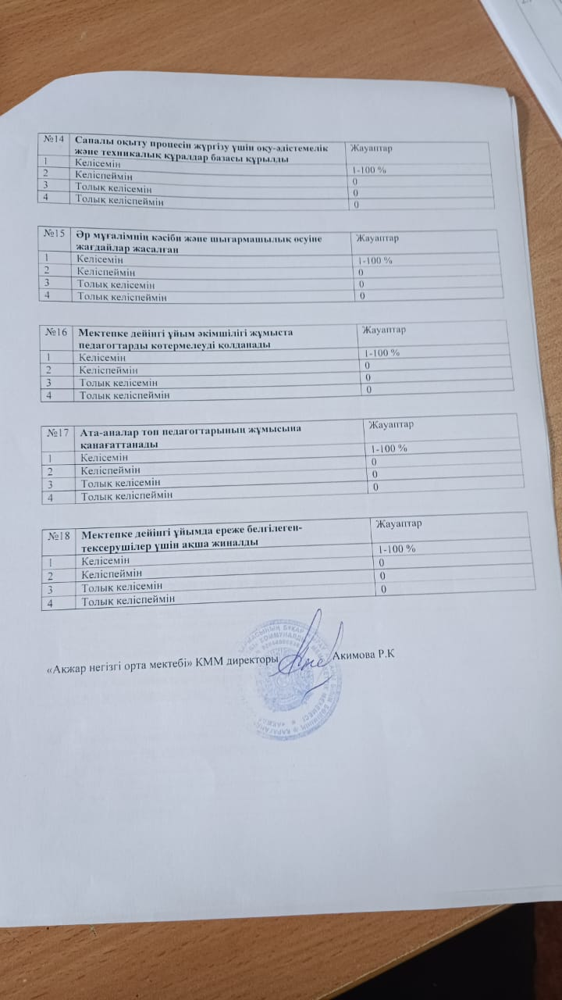 №14 Сапалы оқыту процесін жүргізу үшін оқу-әдістемелік Жауаптар
және техникалық құралдар базасы құрылды
1 Келісемін 1-100 %
2 Келіспеймін 0
3 Толық келісемін 0
4 Толық келіспеймін 0
№15 Әр мұғалімнің кәсіби және шығармашылық өсуіне Жауаптар
жағдайлар жасалған
1 Келісемін 1-100 %
2 Келіспеймін 0
3 Толық келісемін 0
4 Толық келіспеймін 0
№16 Мектепке дейінгі ұйым әкімшілігі жұмыста Жауаптар
педагогтарды көтермелеуді қолданады
1 Келісемін 1-100 %
2 Келіспеймін 0
3 Толық келісемін 0
4 Толық келіспеймін 0
№17 Ата-аналар топ педагогтарының жұмысына Жауаптар
қанағаттанады
1 Келісемін 1-100 %
2 Келіспеймін 0
3 Толық келісемін 0
4 Толық келіспеймін 0
№18 Мектепке дейінгі ұйымда ереже белгілеген- Жауаптар
тексерушілер үшін ақша жиналды
1 Келісемін 1-100 %
2 Келіспеймін 0
3 Толық келісемін 0
4 Толық келіспеймін 0
«Акжар негізгі орта мектебі» КММ директоры Акимова Р.К